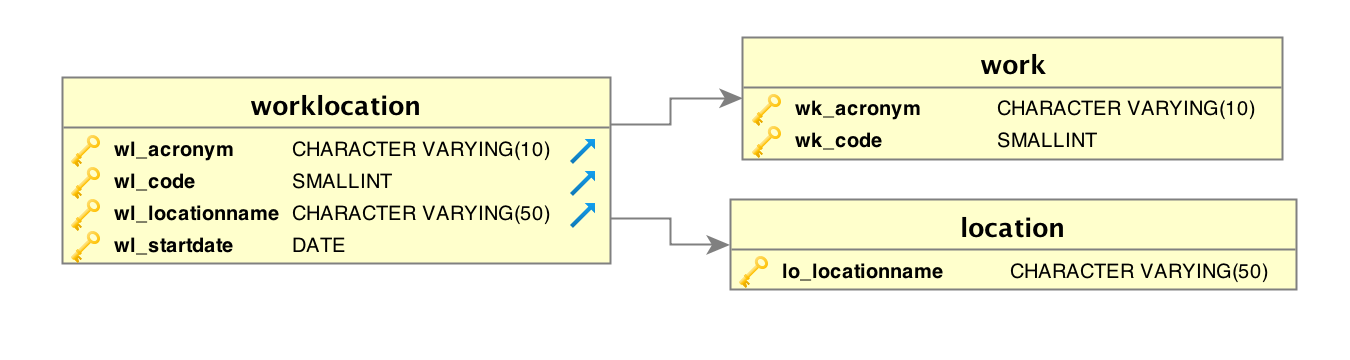 worklocation
wl_acronym CHARACTER VARYING(10)
wl_code SMALLINT
wl_locationname CHARACTER VARYING(50)
wl_startdate DATE
work
wk_acronym CHARACTER VARYING(10)
wk_code SMALLINT
location
lo_locationname CHARACTER VARYING(50)